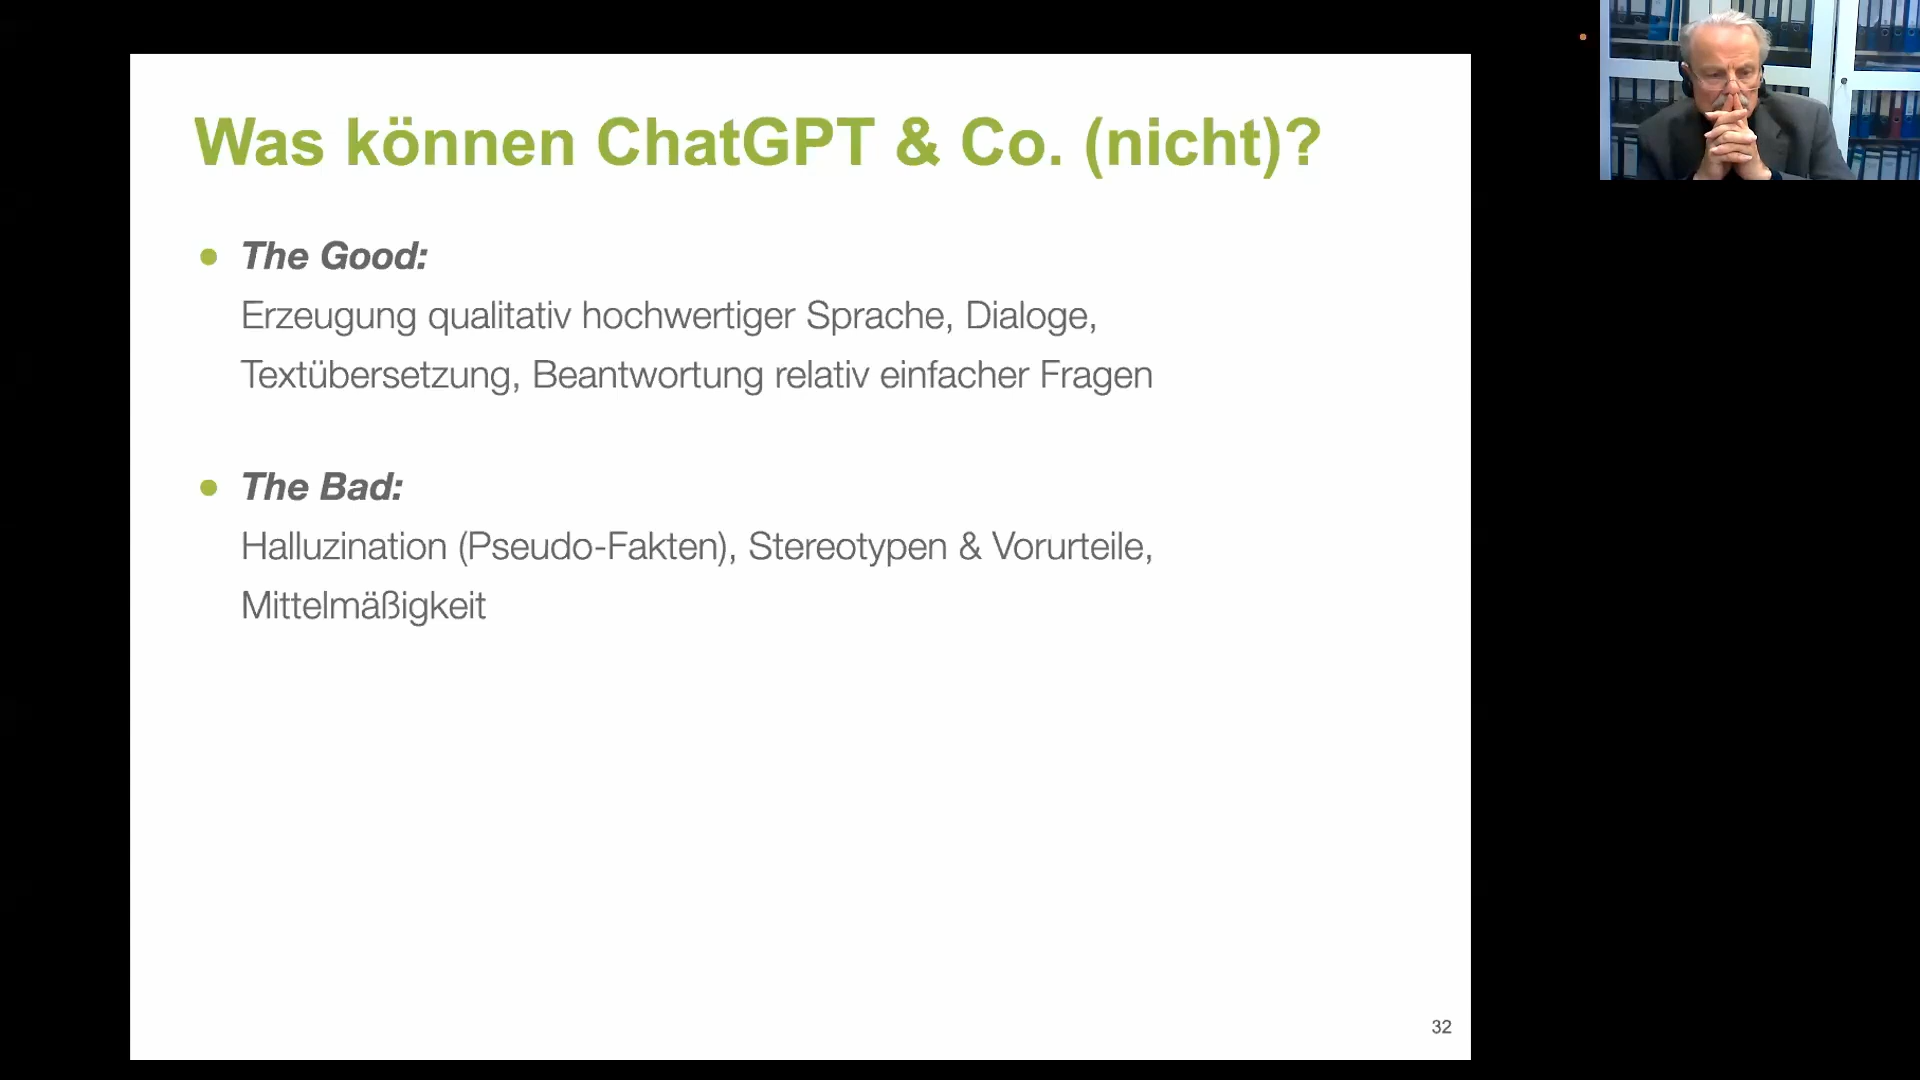 Was können ChatGPT & Co. (nicht)?
● The Good:
Erzeugung qualitativ hochwertiger Sprache, Dialoge,
Textübersetzung, Beantwortung relativ einfacher Fragen
● The Bad:
Halluzination (Pseudo-Fakten), Stereotypen & Vorurteile,
Mittelmäßigkeit
32